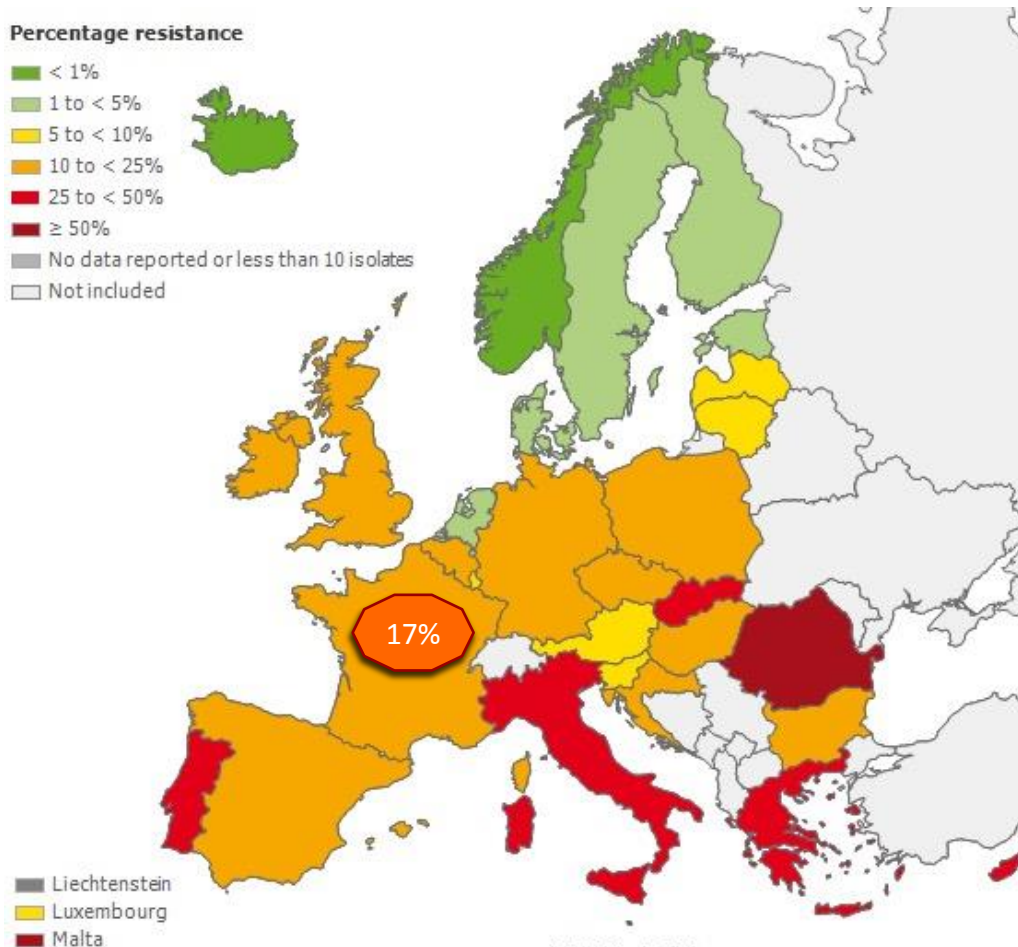 Percentage resistance
< 1%
1 to < 5%
5 to < 10%
10 to < 25%
25 to < 50%
≥ 50%
No data reported or less than 10 isolates
Not included
17%
Liechtenstein
Luxembourg
Malta